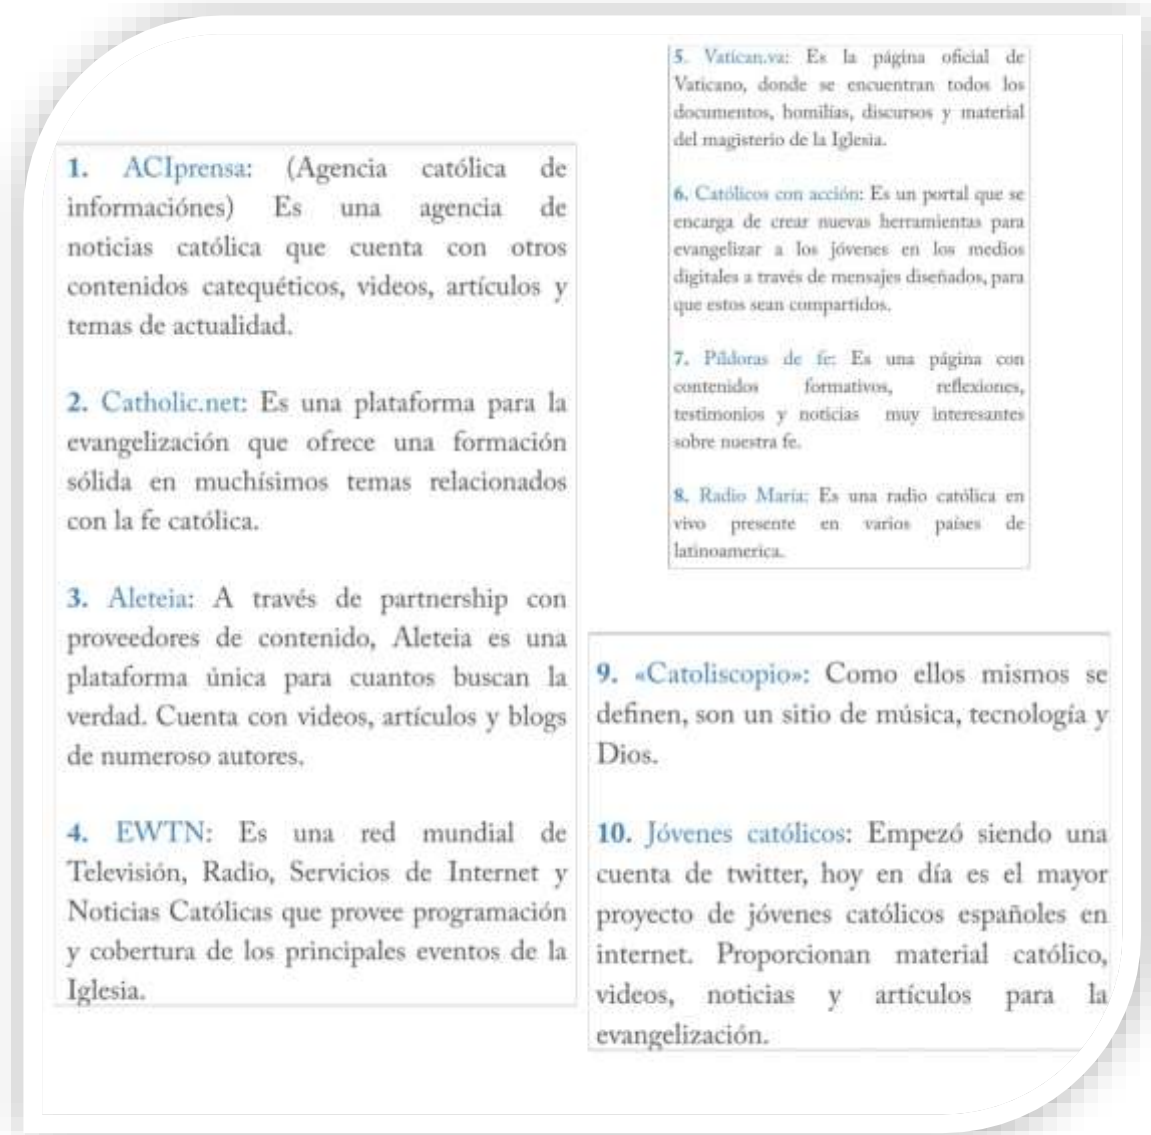 1. ACIprensa: (Agencia católica de
informaciónes) Es una agencia de
noticias católica que cuenta con otros
contenidos catequéticos, videos, artículos y
temas de actualidad.
2. Catholic.net: Es una plataforma para la
evangelización que ofrece una formación
sólida en muchísimos temas relacionados
con la fe católica.
3. Aleteia: A través de partnership con
proveedores de contenido, Aleteia es una
plataforma única para cuantos buscan la
verdad. Cuenta con videos, artículos y blogs
de numeroso autores.
4. EWTN: Es una red mundial de
Televisión, Radio, Servicios de Internet y
Noticias Católicas que provee programación
y cobertura de los principales eventos de la
Iglesia.
5. Vatican.va: Es la página oficial de
Vaticano, donde se encuentran todos los
documentos, homilías, discursos y material
del magisterio de la Iglesia.
6. Católicos con acción: Es un portal que se
encarga de crear nuevas herramientas para
evangelizar a los jóvenes en los medios
digitales a través de mensajes diseñados, para
que estos sean compartidos.
7. Píldoras de fe: Es una página con
contenidos formativos, reflexiones,
testimonios y noticias muy interesantes
sobre nuestra fe.
8. Radio María: Es una radio católica en
vivo presente en varios países de
latinoamerica.
9. «Catoliscopio»: Como ellos mismos se
definen, son un sitio de música, tecnología y
Dios.
10. Jóvenes católicos: Empezó siendo una
cuenta de twitter, hoy en día es el mayor
proyecto de jóvenes católicos españoles en
internet. Proporcionan material católico,
videos, noticias y artículos para la
evangelización.